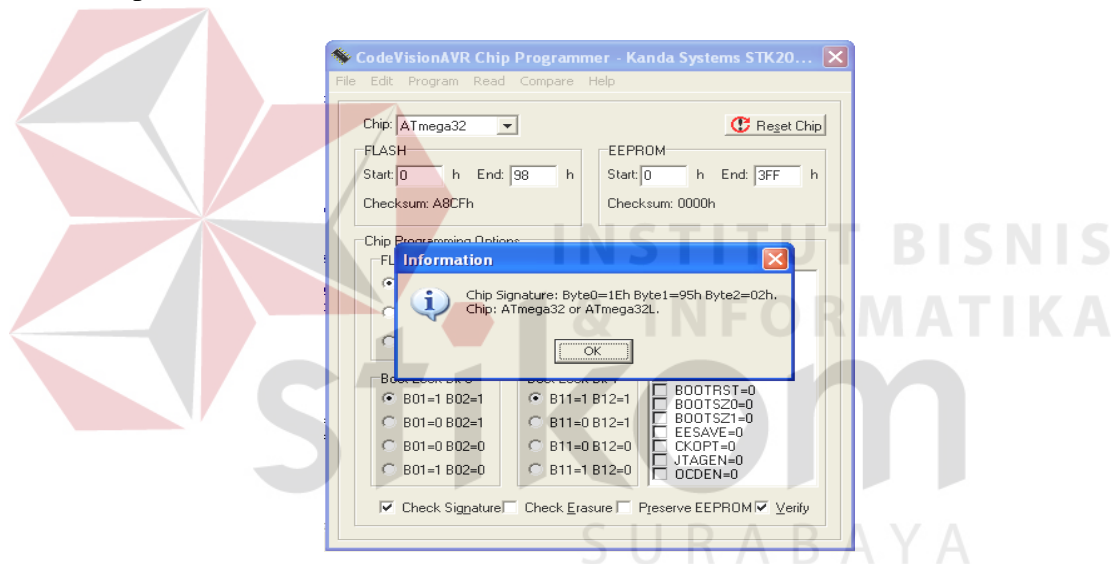 CodeVisionAVR Chip Programmer - Kanda Systems STK20...
File Edit Program Read Compare Help
Chip: ATmega32
Reset Chip
FLASH
Start: 0 h End: 98 h
Checksum: A8CFh
EEPROM
Start: 0 h End: 3FF h
Checksum: 0000h
Chip Programming Options
FL
Information
Chip Signature: Byte0=1Eh Byte1=95h Byte2=02h.
Chip: ATmega32 or ATmega32L.
OK
B01=1 B02=1
B01=0 B02=1
B01=0 B02=0
B01=1 B02=0
B11=1 B12=1
B11=0 B12=1
B11=0 B12=0
B11=1 B12=0
BOOTRST=0
BOOTSZ0=0
BOOTSZ1=0
EESAVE=0
CKOPT=0
JTAGEN=0
OCDEN=0
Check Signature Check Erasure Preserve EEPROM Verify
INSTITUT BISNIS
& INFORMATIKA
stikom
SURABAYA